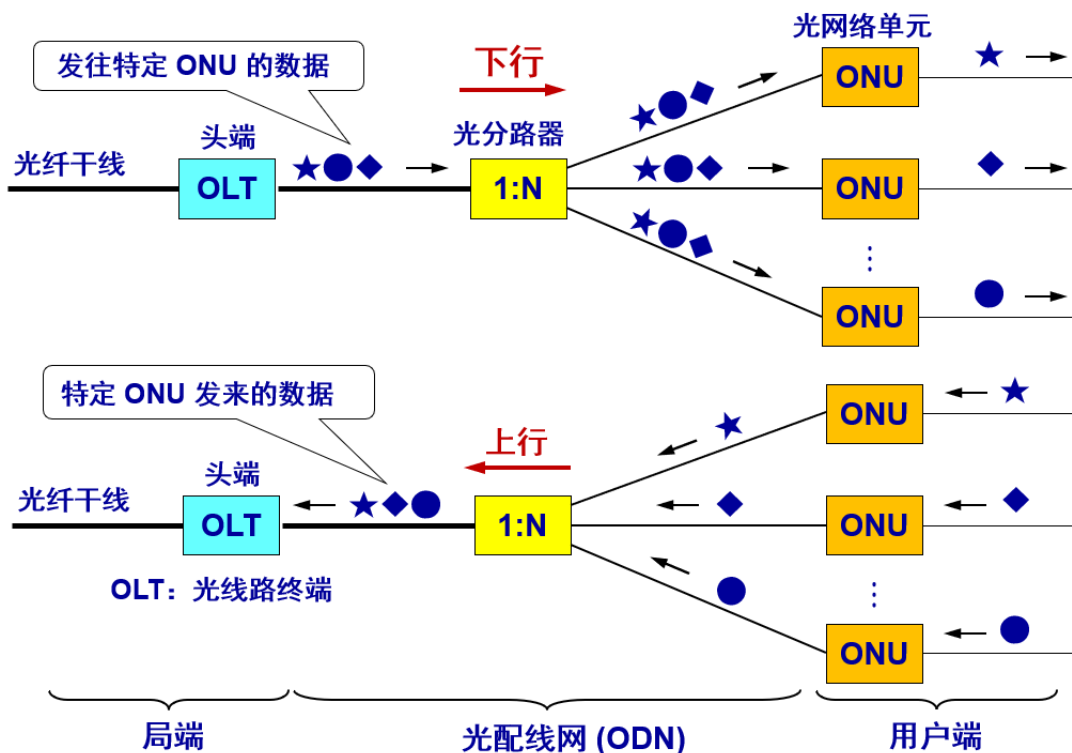 光网络单元
发往特定 ONU 的数据
下行
ONU
头端
光分路器
光纤干线
OLT
1:N
ONU
ONU
特定 ONU 发来的数据
上行
ONU
头端
光纤干线
OLT
1:N
ONU
OLT：光线路终端
ONU
局端
光配线网 (ODN)
用户端